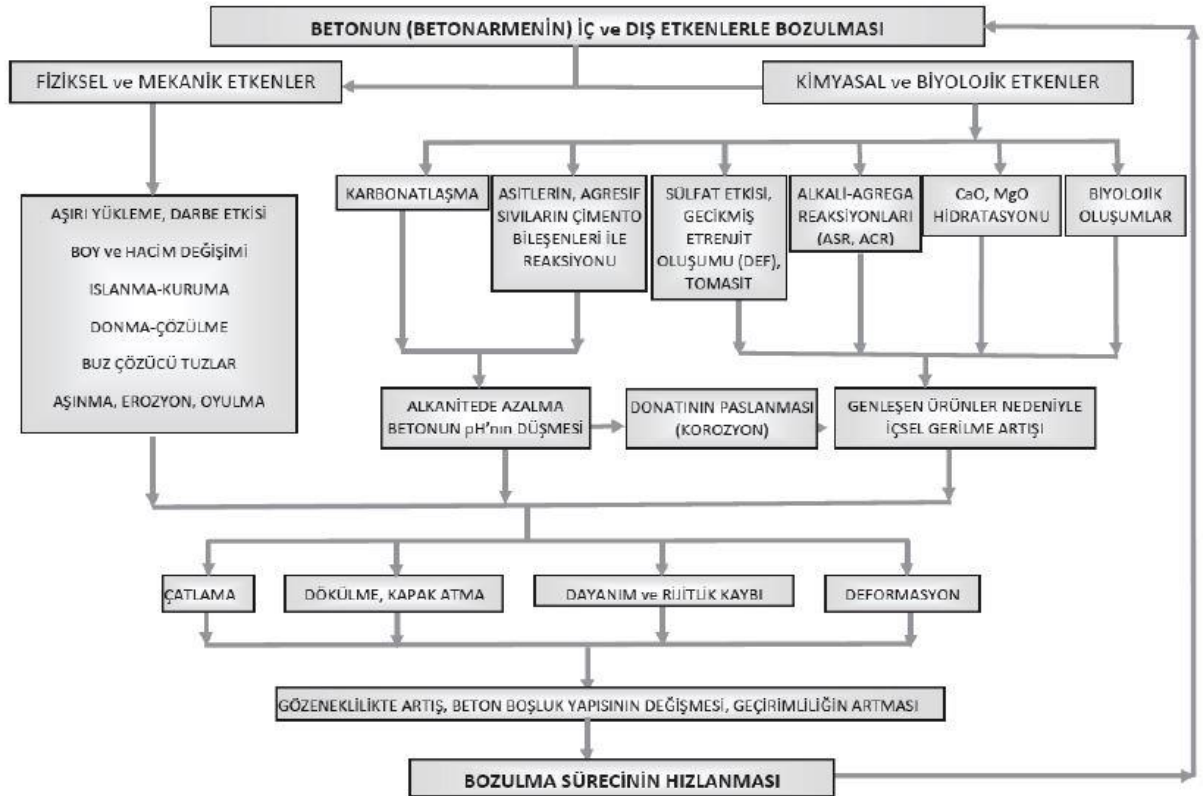 BETONUN (BETONARMENİN) İÇ ve DIŞ ETKENLERLE BOZULMASI
FİZİKSEL ve MEKANİK ETKENLER
KİMYASAL ve BİYOLOJİK ETKENLER
AŞIRI YÜKLEME, DARBE ETKİSİ
BOY ve HACİM DEĞİŞİMİ
ISLANMA-KURUMA
DONMA-ÇÖZÜLME
BUZ ÇÖZÜCÜ TUZLAR
AŞINMA, EROZYON, OYULMA
KARBONATLAŞMA
ASİTLERİN, AGRESİF
SIVILARIN ÇİMENTO
BİLEŞENLERİ İLE
REAKSİYONU
SÜLFAT ETKİSİ,
GECİKMİŞ
ETRENJİT
OLUŞUMU (DEF),
TOMASİT
ALKALİ-AGREGA
REAKSİYONLARI
(ASR, ACR)
CaO, MgO
HİDRATASYONU
BİYOLOJİK
OLUŞUMLAR
ALKANİTEDE AZALMA
BETONUN pH'nın DÜŞMESİ
DONATININ PASLANMASI
(KOROZYON)
GENLEŞEN ÜRÜNLER NEDENİYLE
İÇSEL GERİLME ARTIŞI
ÇATLAMA
DÖKÜLME, KAPAK ATMA
DAYANIM ve RİJİTLİK KAYBI
DEFORMASYON
GÖZENEKLİLİKTE ARTIŞ, BETON BOŞLUK YAPISININ DEĞİŞMESİ, GEÇİRİMLİLİĞİN ARTMASI
BOZULMA SÜRECİNİN HIZLANMASI